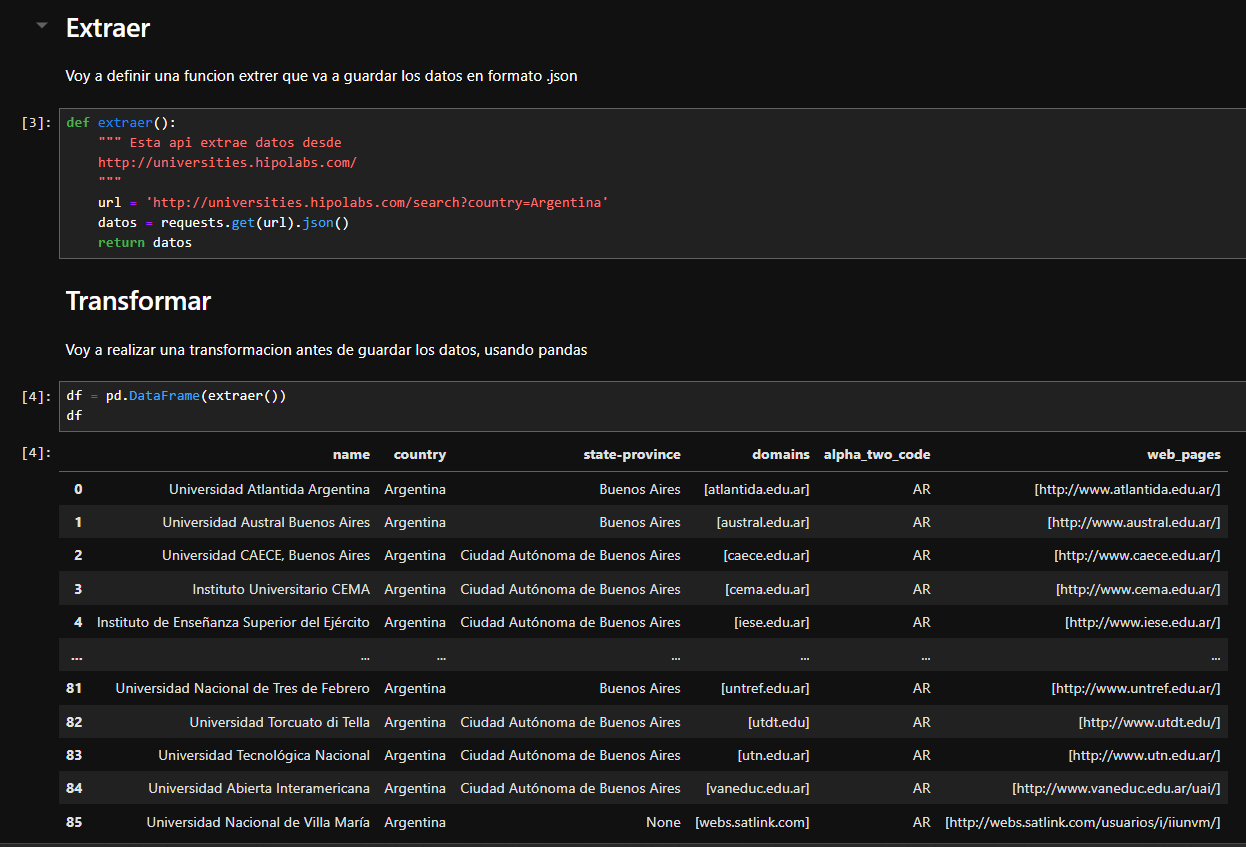 Extraer
Voy a definir una funcion extrer que va a guardar los datos en formato .json
[3]: def extraer():
""" Esta api extrae datos desde
http://universities.hipolabs.com/
"""
url = 'http://universities.hipolabs.com/search?country=Argentina'
datos = requests.get(url).json()
return datos
Transformar
Voy a realizar una transformacion antes de guardar los datos, usando pandas
[4]: df = pd.DataFrame(extraer())
df
[4]: name country state-province domains alpha_two_code web_pages
0 Universidad Atlantida Argentina Argentina Buenos Aires [atlantida.edu.ar] AR [http://www.atlantida.edu.ar/]
1 Universidad Austral Buenos Aires Argentina Buenos Aires [austral.edu.ar] AR [http://www.austral.edu.ar/]
2 Universidad CAECE, Buenos Aires Argentina Ciudad Autónoma de Buenos Aires [caece.edu.ar] AR [http://www.caece.edu.ar/]
3 Instituto Universitario CEMA Argentina Ciudad Autónoma de Buenos Aires [cema.edu.ar] AR [http://www.cema.edu.ar/]
4 Instituto de Enseñanza Superior del Ejército Argentina Ciudad Autónoma de Buenos Aires [iese.edu.ar] AR [http://www.iese.edu.ar/]
... ... ... ... ... ... ...
81 Universidad Nacional de Tres de Febrero Argentina Buenos Aires [untref.edu.ar] AR [http://www.untref.edu.ar/]
82 Universidad Torcuato di Tella Argentina Ciudad Autónoma de Buenos Aires [utdt.edu] AR [http://www.utdt.edu/]
83 Universidad Tecnológica Nacional Argentina Ciudad Autónoma de Buenos Aires [utn.edu.ar] AR [http://www.utn.edu.ar/]
84 Universidad Abierta Interamericana Argentina Ciudad Autónoma de Buenos Aires [vaneduc.edu.ar] AR [http://www.vaneduc.edu.ar/uai/]
85 Universidad Nacional de Villa María Argentina None [webs.satlink.com] AR [http://webs.satlink.com/usuarios/i/iiunvm/]